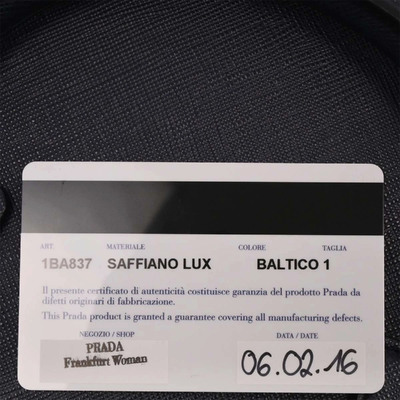 ART MATERIALE COLORE TAGLIA
1BA837 SAFFIANO LUX BALTICO 1
Il presente certificato di autenticità costituisce garanzia del prodotto Prada da
difetti originari di fabbricazione.
This Prada product is granted a guarantee covering all manufacturing defects.
NEGOZIO / SHOP DATA / DATE
PRADA
Frankfurt Woman
06.02.16